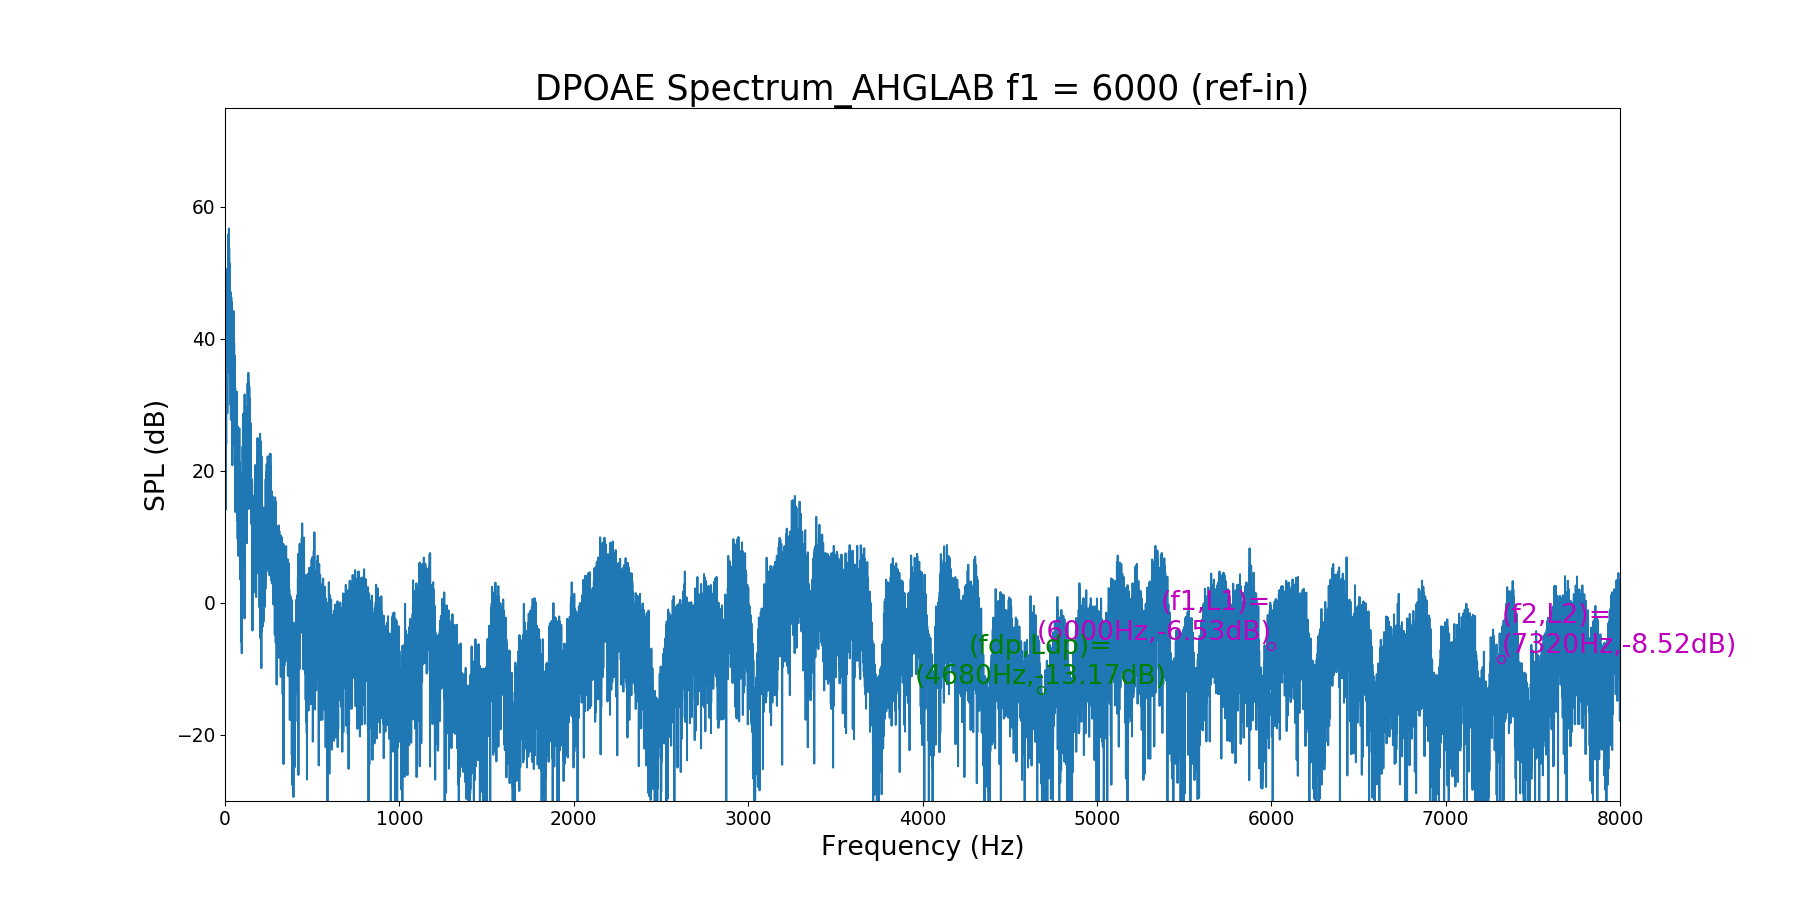 DPOAE Spectrum_AHGLAB f1 = 6000 (ref-in)
60
40
20
0
−20
SPL (dB)
(f1,L1)=
(6000Hz,-6.53dB)
(f2,L2)=
(7320Hz,-8.52dB)
(fdp,Ldp)=
(4680Hz,-13.17dB)
0 1000 2000 3000 4000 5000 6000 7000 8000
Frequency (Hz)